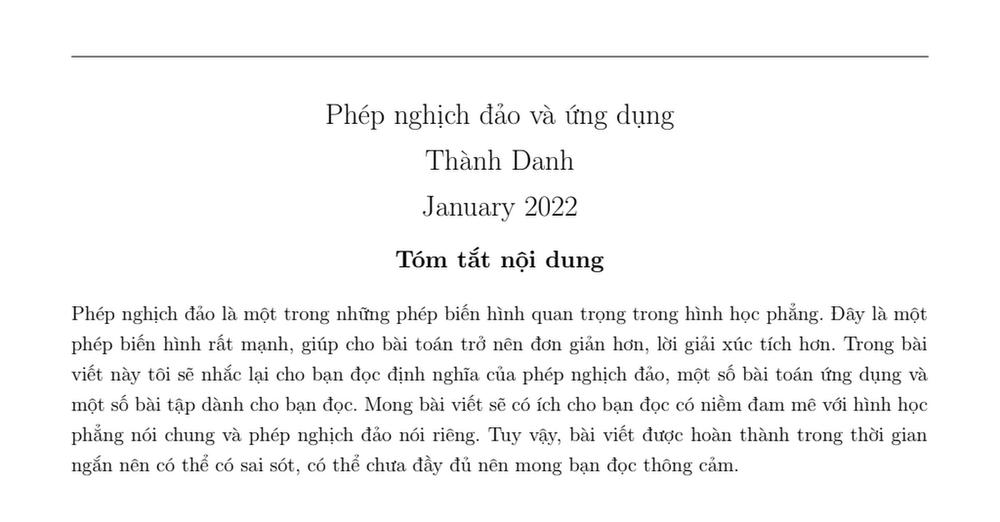 Phép nghịch đảo và ứng dụng
Thành Danh
January 2022
Tóm tắt nội dung
Phép nghịch đảo là một trong những phép biến hình quan trọng trong hình học phẳng. Đây là một
phép biến hình rất mạnh, giúp cho bài toán trở nên đơn giản hơn, lời giải xúc tích hơn. Trong bài
viết này tôi sẽ nhắc lại cho bạn đọc định nghĩa của phép nghịch đảo, một số bài toán ứng dụng và
một số bài tập dành cho bạn đọc. Mong bài viết sẽ có ích cho bạn đọc có niềm đam mê với hình học
phẳng nói chung và phép nghịch đảo nói riêng. Tuy vậy, bài viết được hoàn thành trong thời gian
ngắn nên có thể có sai sót, có thể chưa đầy đủ nên mong bạn đọc thông cảm.